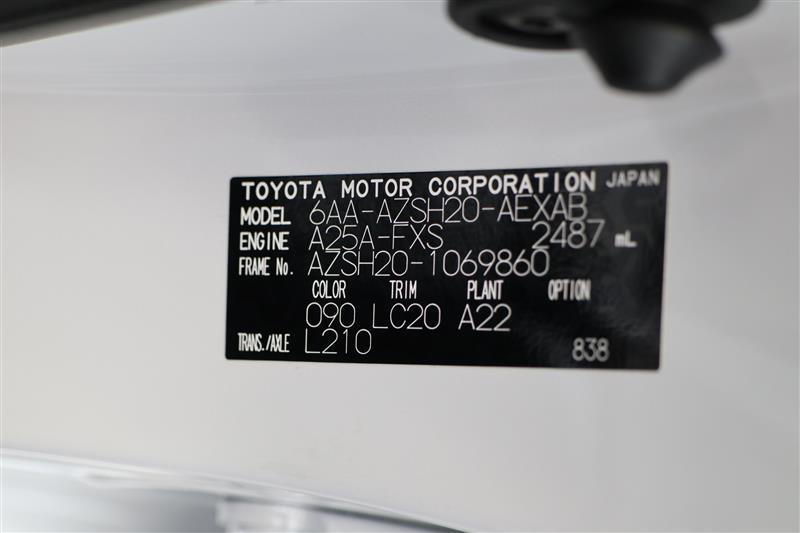 TOYOTA MOTOR CORPORATION JAPAN
MODEL 6AA-AZSH20-AEXAB
ENGINE A25A-FXS 2487 mL
FRAME No. AZSH20-1069860
COLOR TRIM PLANT OPTION
090 LC20 A22
TRANS./AXLE L210 838